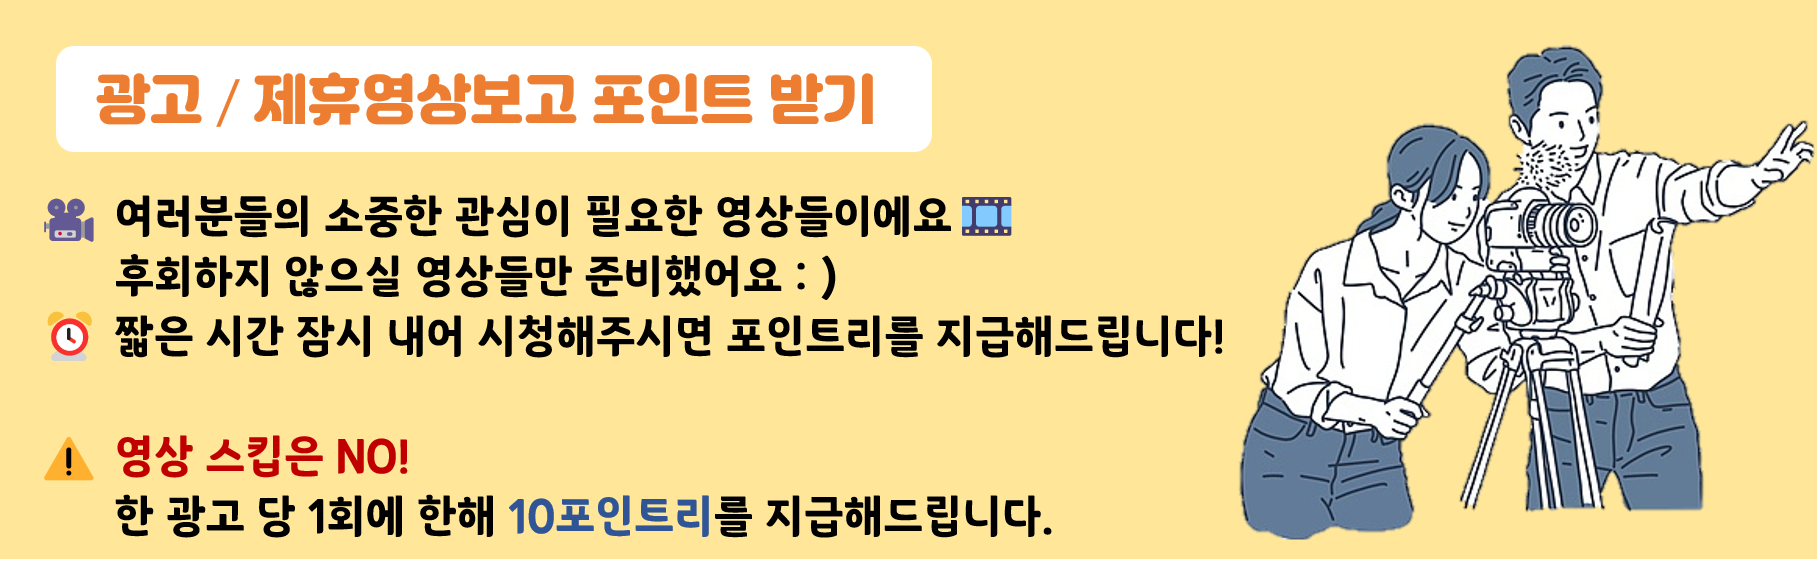 광고 / 제휴영상보고 포인트 받기
여러분들의 소중한 관심이 필요한 영상들이에요
후회하지 않으실 영상들만 준비했어요 : )
짧은 시간 잠시 내어 시청해주시면 포인트리를 지급해드립니다!
영상 스킵은 NO!
한 광고 당 1회에 한해 10포인트리를 지급해드립니다.